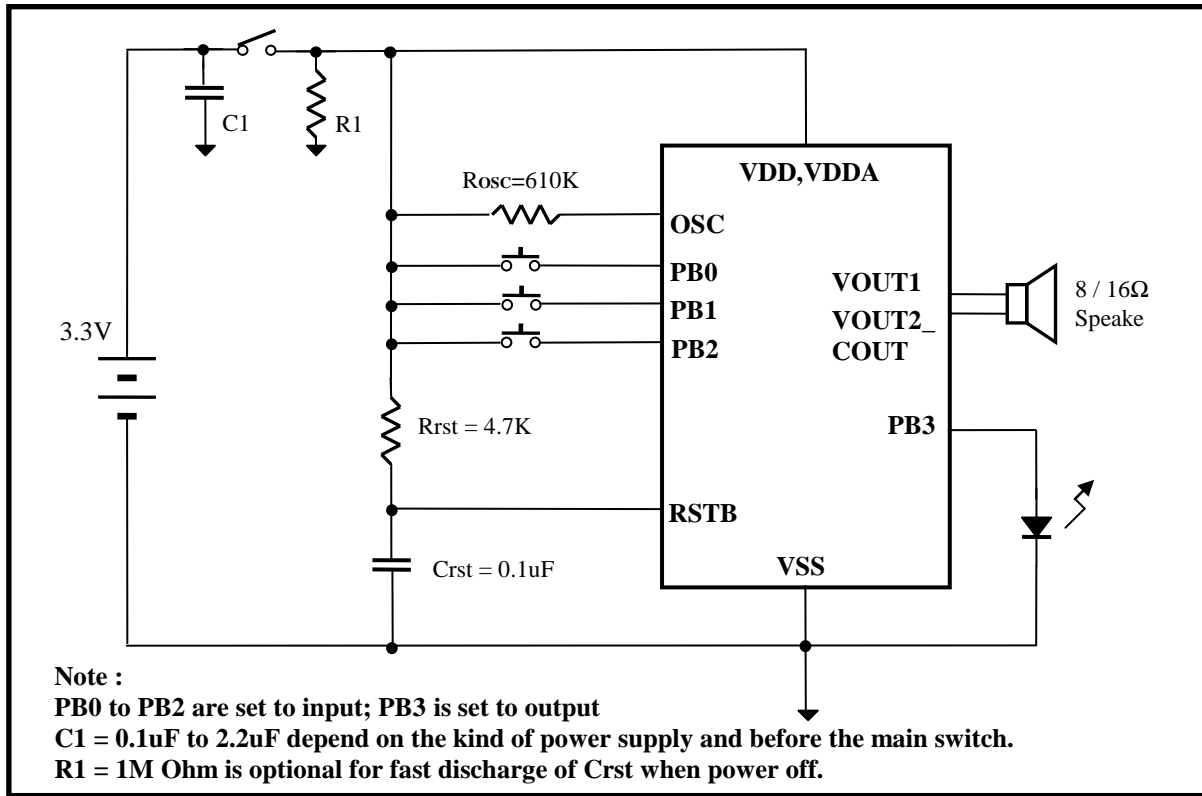 C1
R1
VDD,VDDA
Rosc=610K
OSC
PB0
PB1
PB2
VOUT1
VOUT2_
COUT
8 / 16Ω
Speake
3.3V
Rrst = 4.7K
PB3
RSTB
Crst = 0.1uF
VSS
Note :
PB0 to PB2 are set to input; PB3 is set to output
C1 = 0.1uF to 2.2uF depend on the kind of power supply and before the main switch.
R1 = 1M Ohm is optional for fast discharge of Crst when power off.